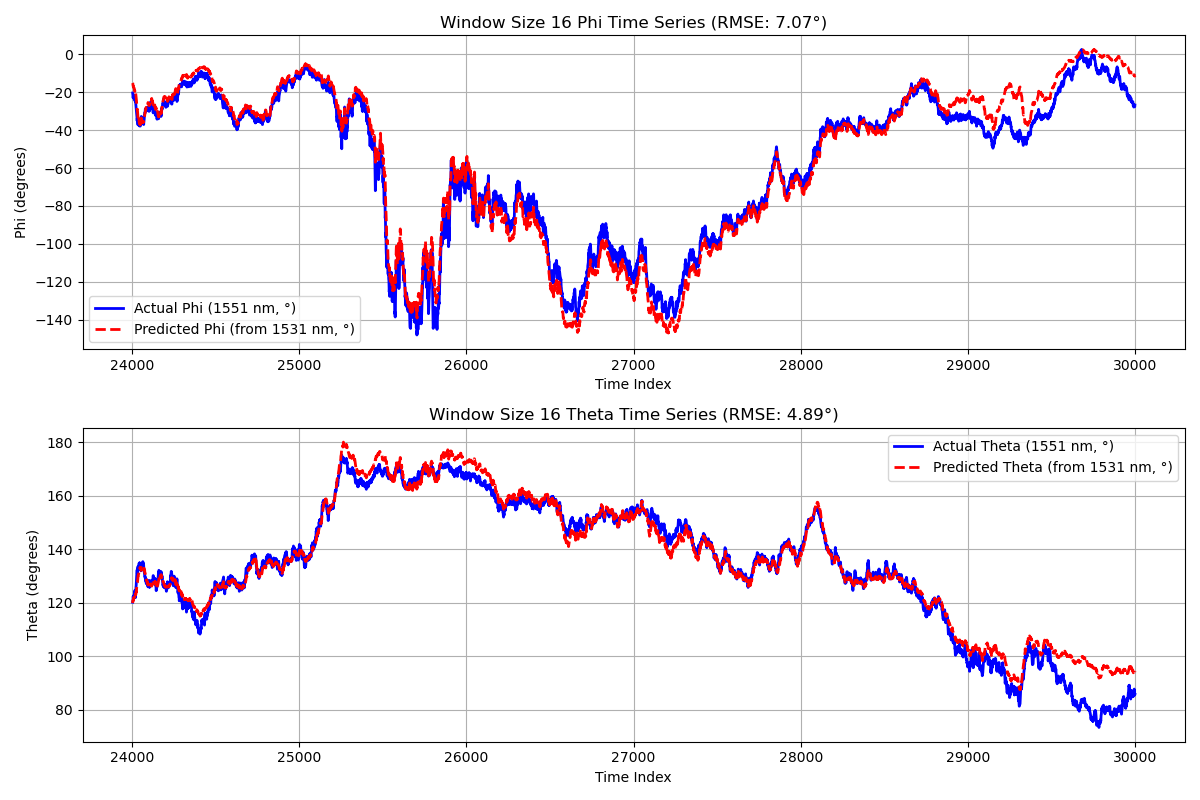 Window Size 16 Phi Time Series (RMSE: 7.07°)
Phi (degrees)
0
−20
−40
−60
−80
−100
−120
−140
Actual Phi (1551 nm, °)
Predicted Phi (from 1531 nm, °)
24000 25000 26000 27000 28000 29000 30000
Time Index
Window Size 16 Theta Time Series (RMSE: 4.89°)
Theta (degrees)
180
160
140
120
100
80
Actual Theta (1551 nm, °)
Predicted Theta (from 1531 nm, °)
24000 25000 26000 27000 28000 29000 30000
Time Index